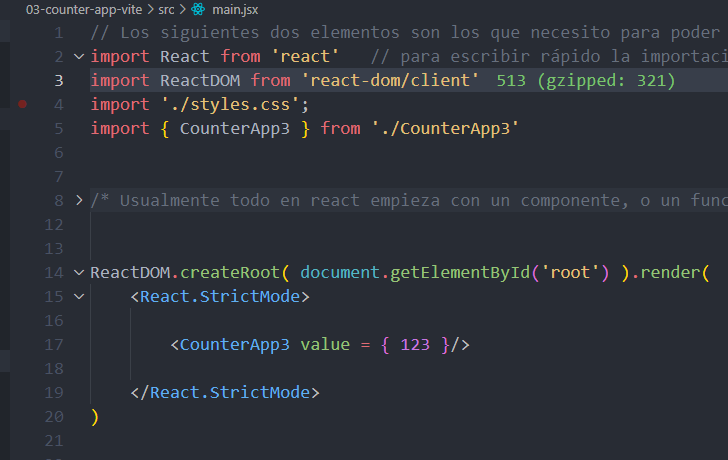 03-counter-app-vite > src > main.jsx
1 // Los siguientes dos elementos son los que necesito para poder
2 import React from 'react' // para escribir rápido la importaci
3 import ReactDOM from 'react-dom/client' 513 (gzipped: 321)
4 import './styles.css';
5 import { CounterApp3 } from './CounterApp3'
6
7
8 /* Usualmente todo en react empieza con un componente, o un func
12
13
14 ReactDOM.createRoot( document.getElementById('root') ).render(
15 <React.StrictMode>
16
17 <CounterApp3 value = { 123 }/>
18
19 </React.StrictMode>
20 )
21